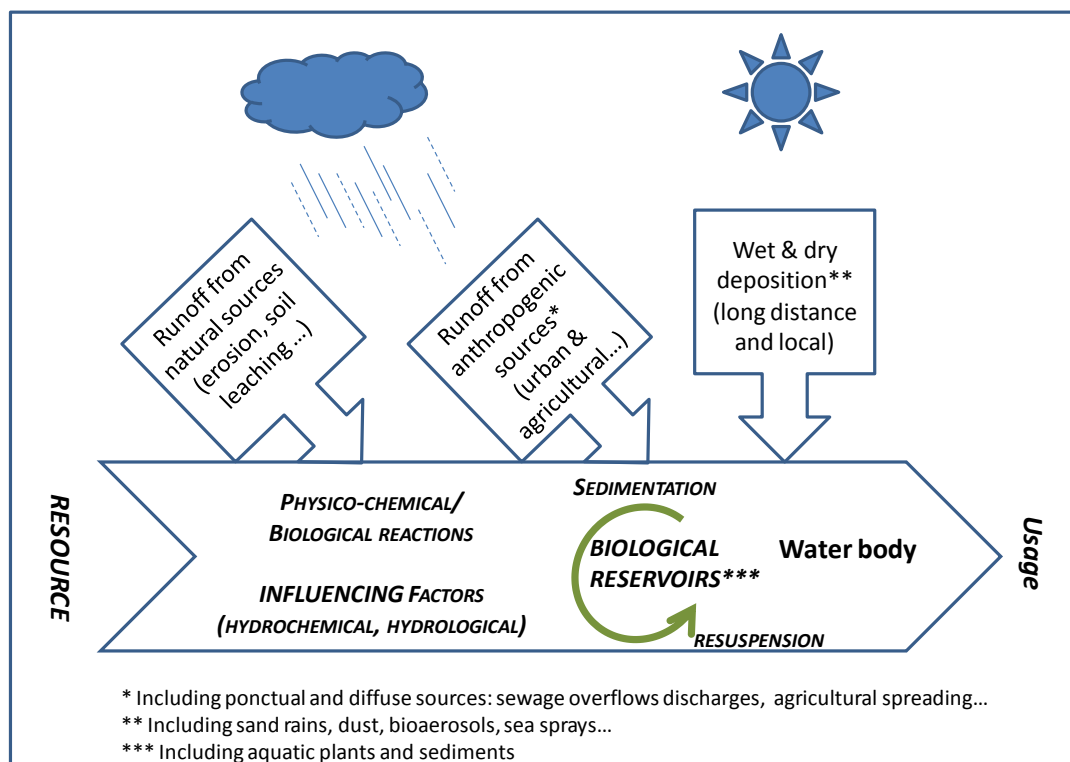 Runoff from
natural sources
(erosion, soil
leaching …)
Runoff from
anthropogenic
sources*
(urban &
agricultural…)
Wet & dry
deposition**
(long distance
and local)
RESOURCE
PHYSICO-CHEMICAL/
BIOLOGICAL REACTIONS
INFLUENCING FACTORS
(HYDROCHEMICAL, HYDROLOGICAL)
SEDIMENTATION
BIOLOGICAL
RESERVOIRS***
RESUSPENSION
Water body
Usage
* Including ponctual and diffuse sources: sewage overflows discharges, agricultural spreading…
** Including sand rains, dust, bioaerosols, sea sprays…
*** Including aquatic plants and sediments